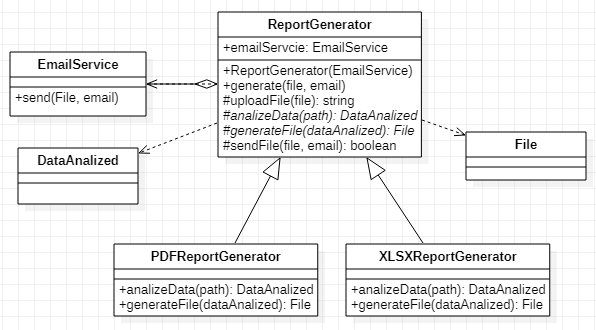 ReportGenerator
+emailServcie: EmailService
+ReportGenerator(EmailService)
+generate(file, email)
#uploadFile(file): string
#analizeData(path): DataAnalized
#generateFile(dataAnalized): File
#sendFile(file, email): boolean
EmailService
+send(File, email)
DataAnalized
File
PDFReportGenerator
+analizeData(path): DataAnalized
+generateFile(dataAnalized): File
XLSXReportGenerator
+analizeData(path): DataAnalized
+generateFile(dataAnalized): File